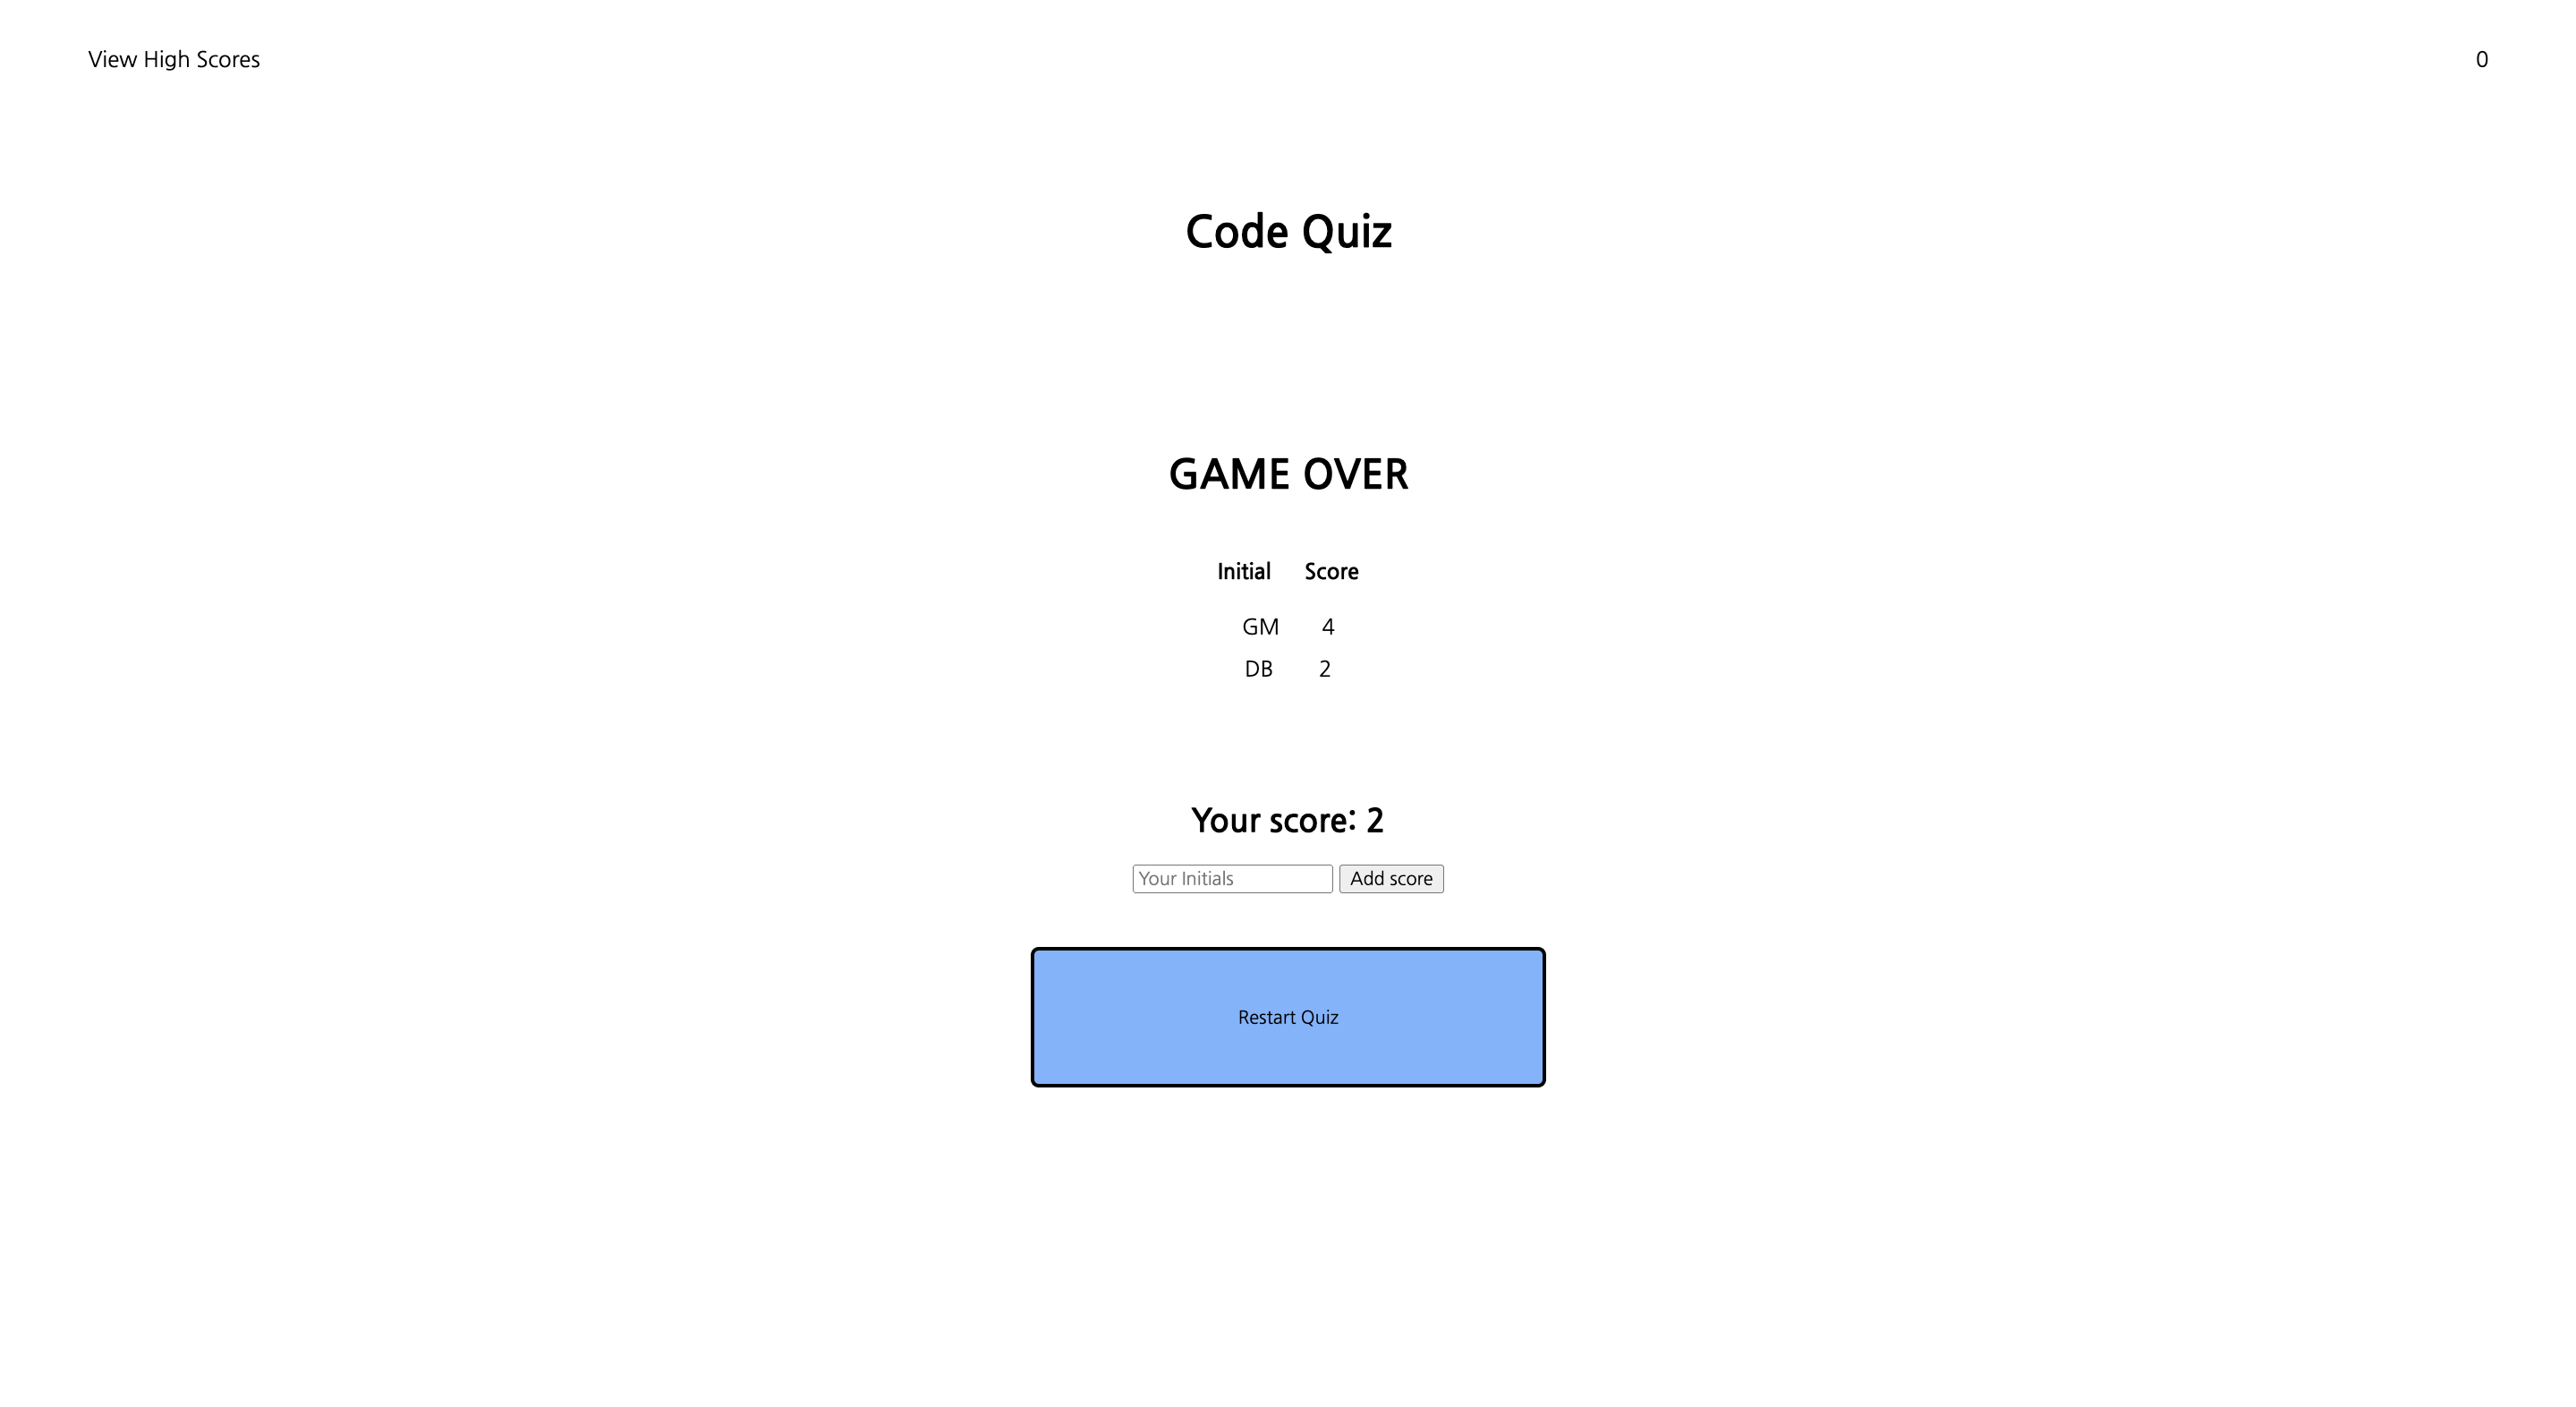 View High Scores 0
Code Quiz
GAME OVER
Initial Score
GM 4
DB 2
Your score: 2
Your Initials Add score
Restart Quiz